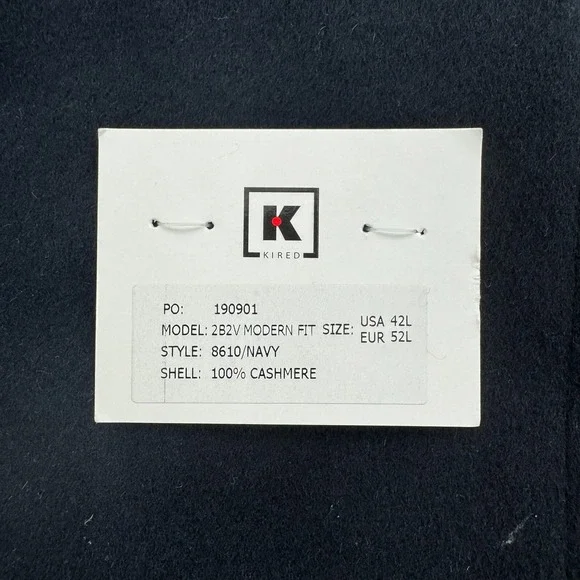 K
KIRED
PO: 190901
MODEL: 2B2V MODERN FIT SIZE: USA 42L
EUR 52L
STYLE: 8610/NAVY
SHELL: 100% CASHMERE